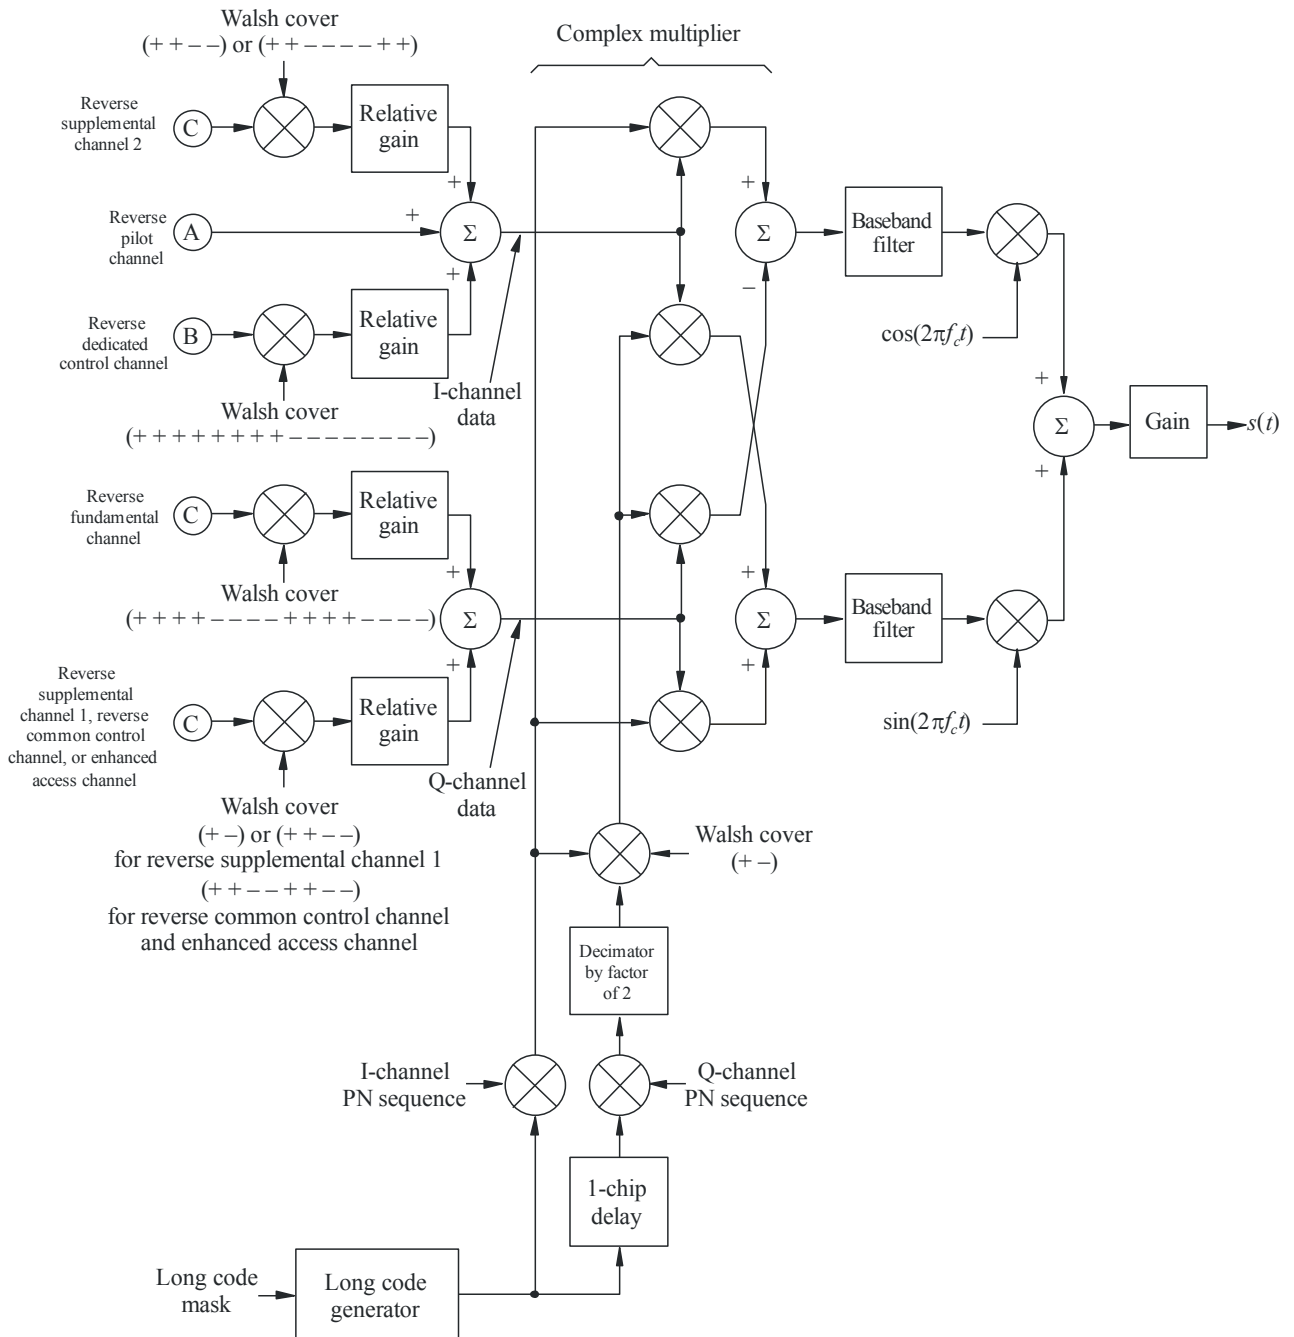 Walsh cover
(+ + – –) or (+ + – – – – + +)
Complex multiplier
Reverse
supplemental
channel 2
C
Relative
gain
+
Reverse
pilot
channel
A
+
Σ
+
Reverse
dedicated
control channel
B
Relative
gain
Walsh cover
(+ + + + + + + + – – – – – – – –)
I-channel
data
+
Σ
–
Baseband
filter
cos(2πf_ct)
+
Σ
+
Gain
s(t)
Reverse
fundamental
channel
C
Relative
gain
Walsh cover
(+ + + + – – – – + + + + – – – –)
+
Σ
+
Reverse
supplemental
channel 1, reverse
common control
channel, or enhanced
access channel
C
Relative
gain
Q-channel
data
+
Σ
+
Baseband
filter
sin(2πf_ct)
Walsh cover
(+ –) or (+ + – –)
for reverse supplemental channel 1
(+ + – – + + – –)
for reverse common control channel
and enhanced access channel
Walsh cover
(+ –)
Decimator
by factor
of 2
I-channel
PN sequence
Q-channel
PN sequence
1-chip
delay
Long code
mask
Long code
generator